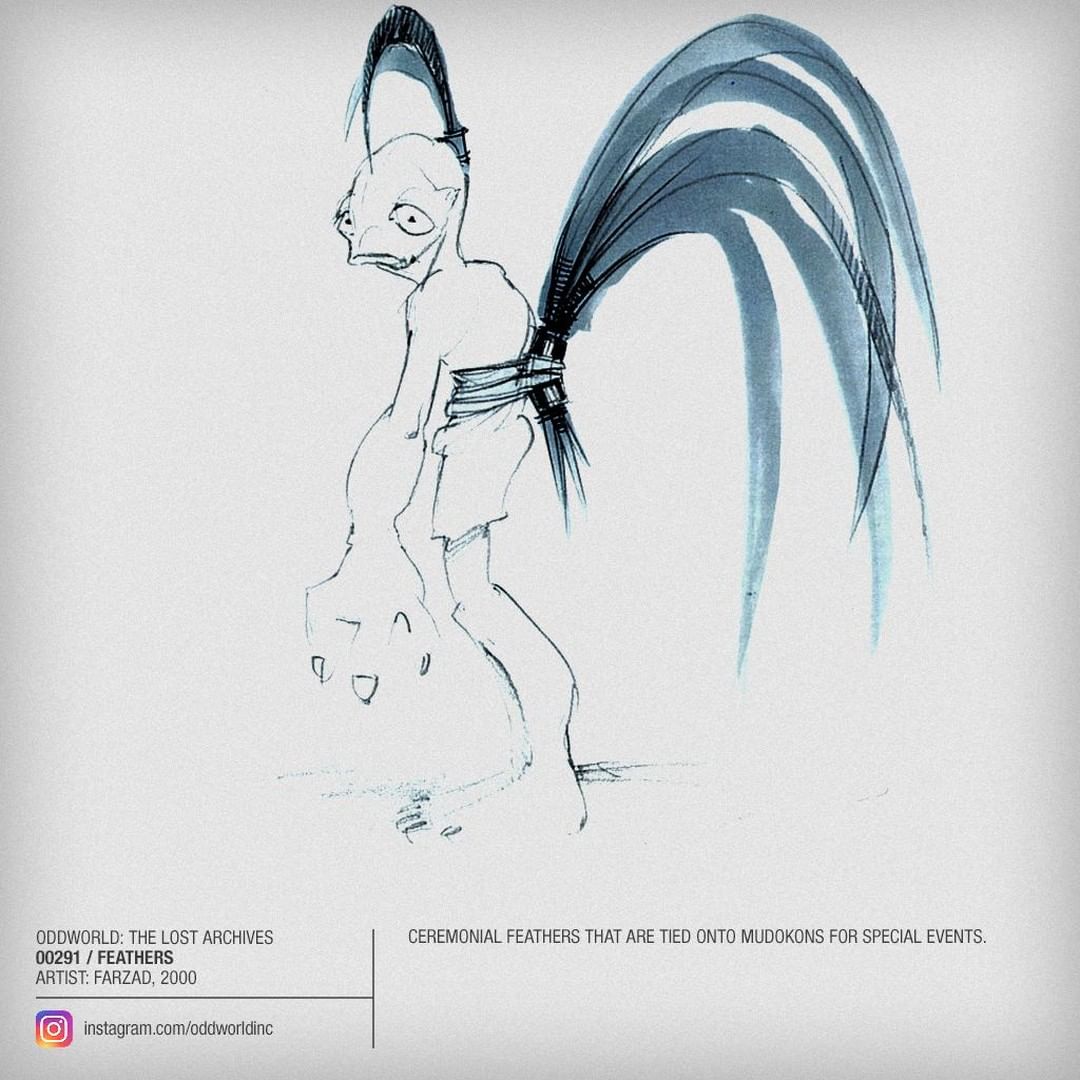 ODDWORLD: THE LOST ARCHIVES
00291 / FEATHERS
ARTIST: FARZAD, 2000
instagram.com/oddworldinc
CEREMONIAL FEATHERS THAT ARE TIED ONTO MUDOKONS FOR SPECIAL EVENTS.